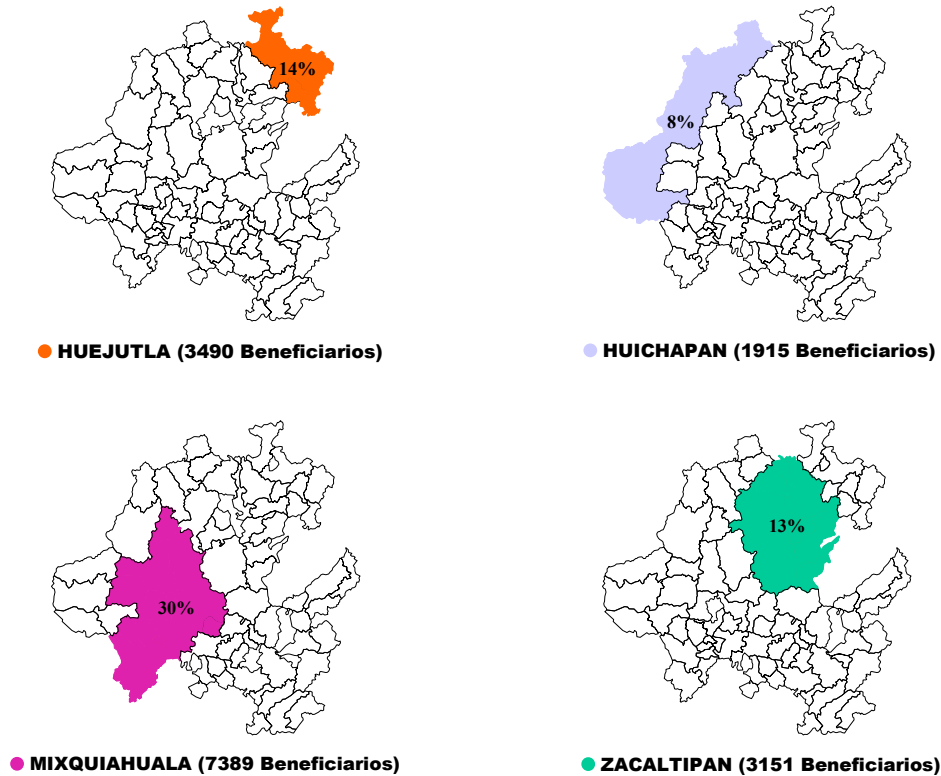 14%
8%
HUEJUTLA (3490 Beneficiarios)
HUICHAPAN (1915 Beneficiarios)
30%
13%
MIXQUIAHUALA (7389 Beneficiarios)
ZACALTIPAN (3151 Beneficiarios)